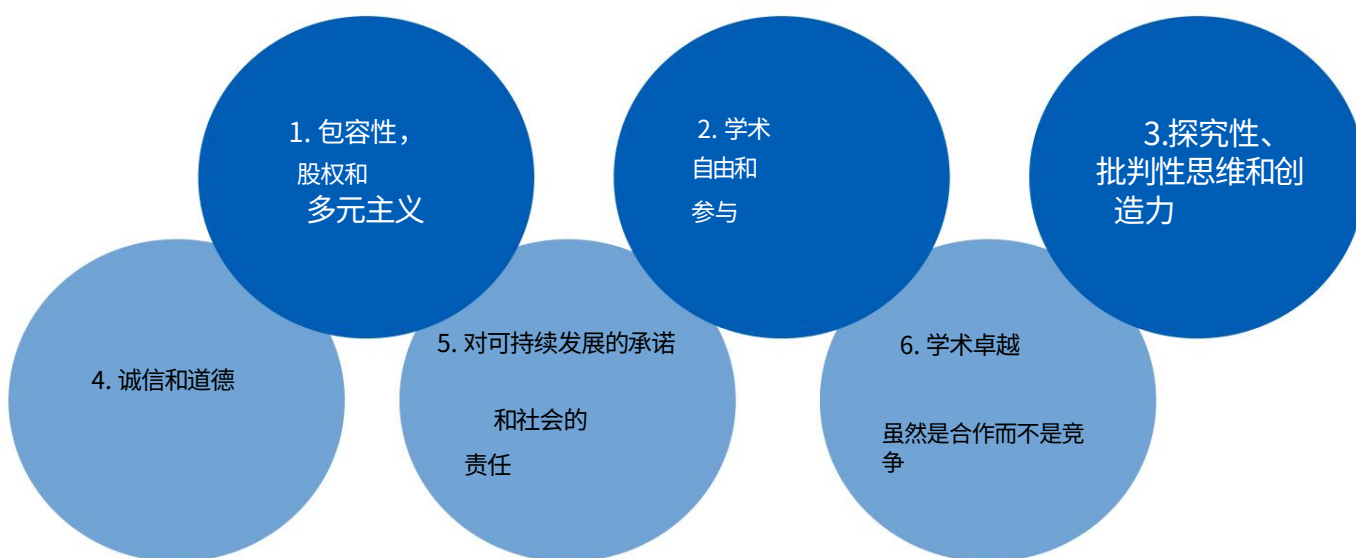 1. 包容性，
股权和
多元主义
2. 学术
自由和
参与
3.探究性、
批判性思维和创
造力
4. 诚信和道德
5. 对可持续发展的承诺
和社会的
责任
6. 学术卓越
虽然是合作而不是竞
争